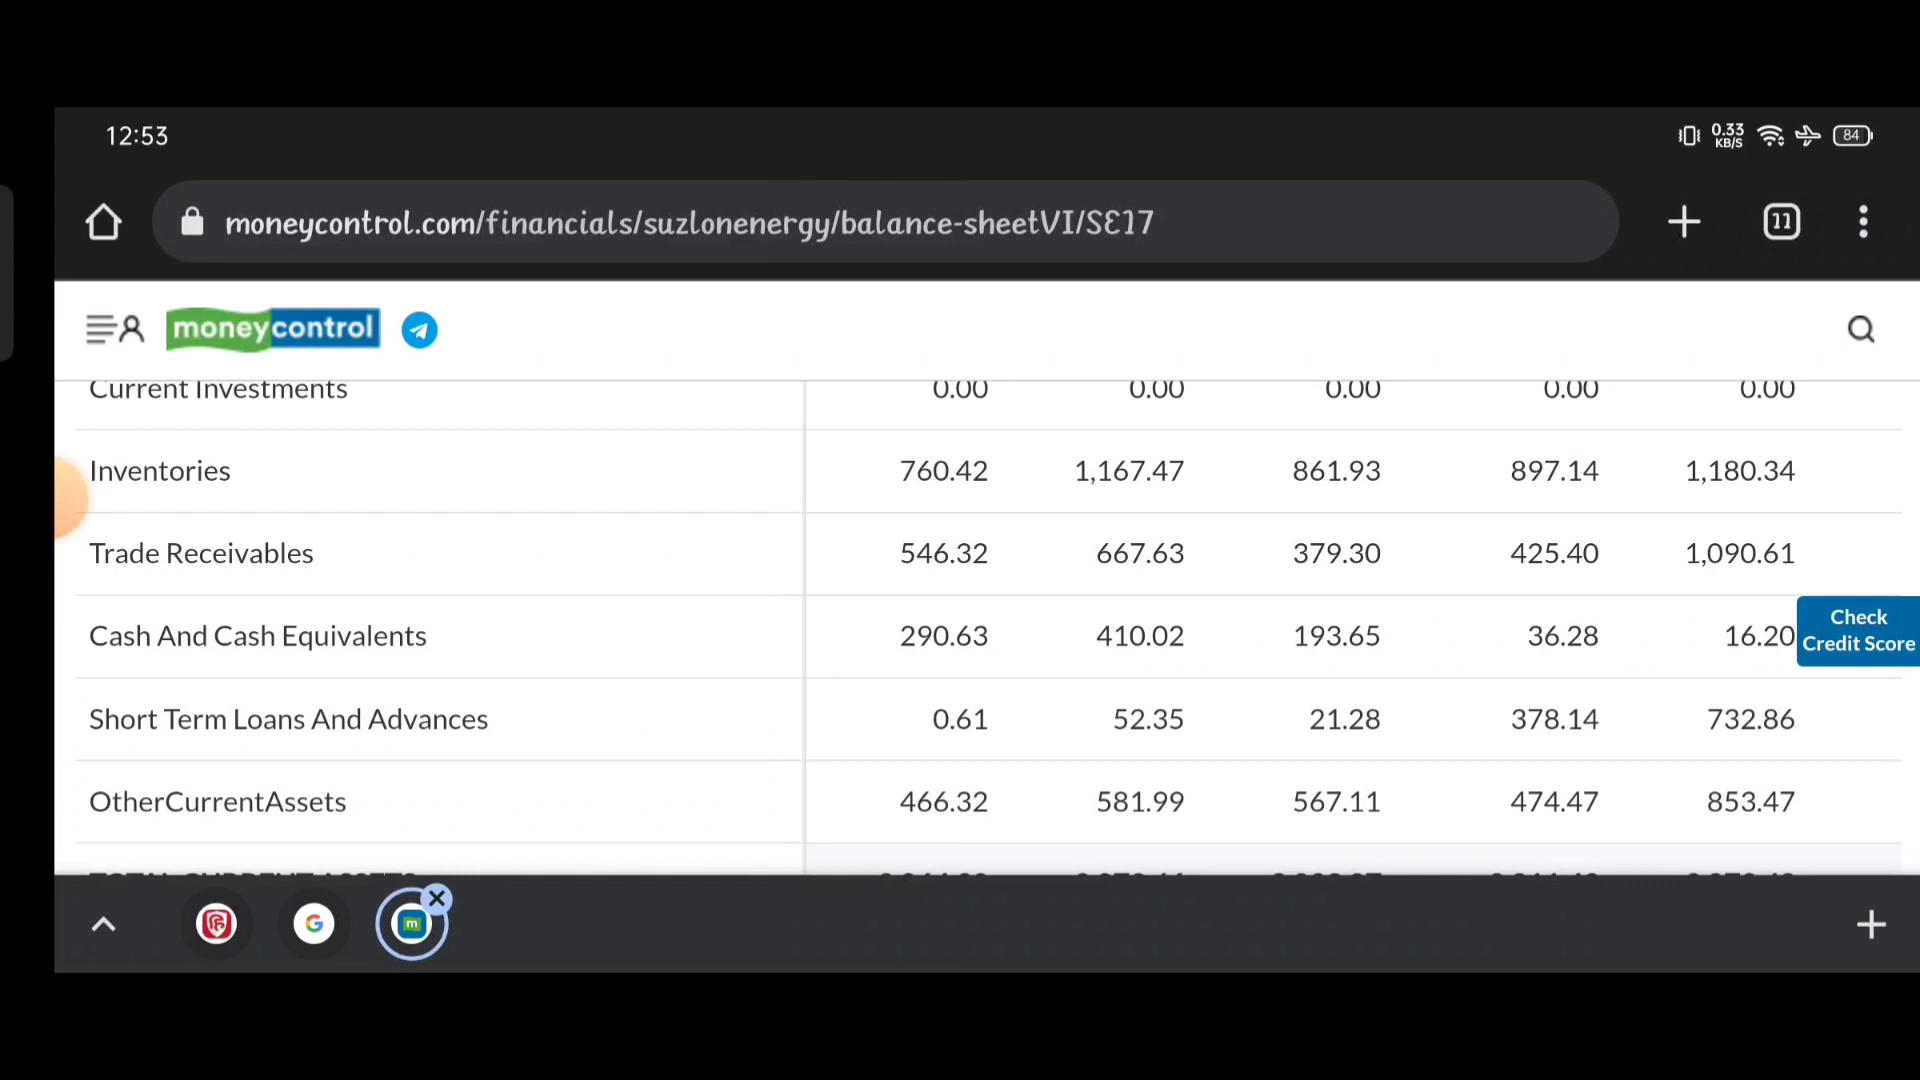 12:53
0.33
KB/S
84
moneycontrol.com/financials/suzlonenergy/balance-sheetVI/SE17
11
moneycontrol
Current Investments 0.00 0.00 0.00 0.00 0.00
Inventories 760.42 1,167.47 861.93 897.14 1,180.34
Trade Receivables 546.32 667.63 379.30 425.40 1,090.61
Cash And Cash Equivalents 290.63 410.02 193.65 36.28 16.20
Check
Credit Score
Short Term Loans And Advances 0.61 52.35 21.28 378.14 732.86
OtherCurrentAssets 466.32 581.99 567.11 474.47 853.47
G
m